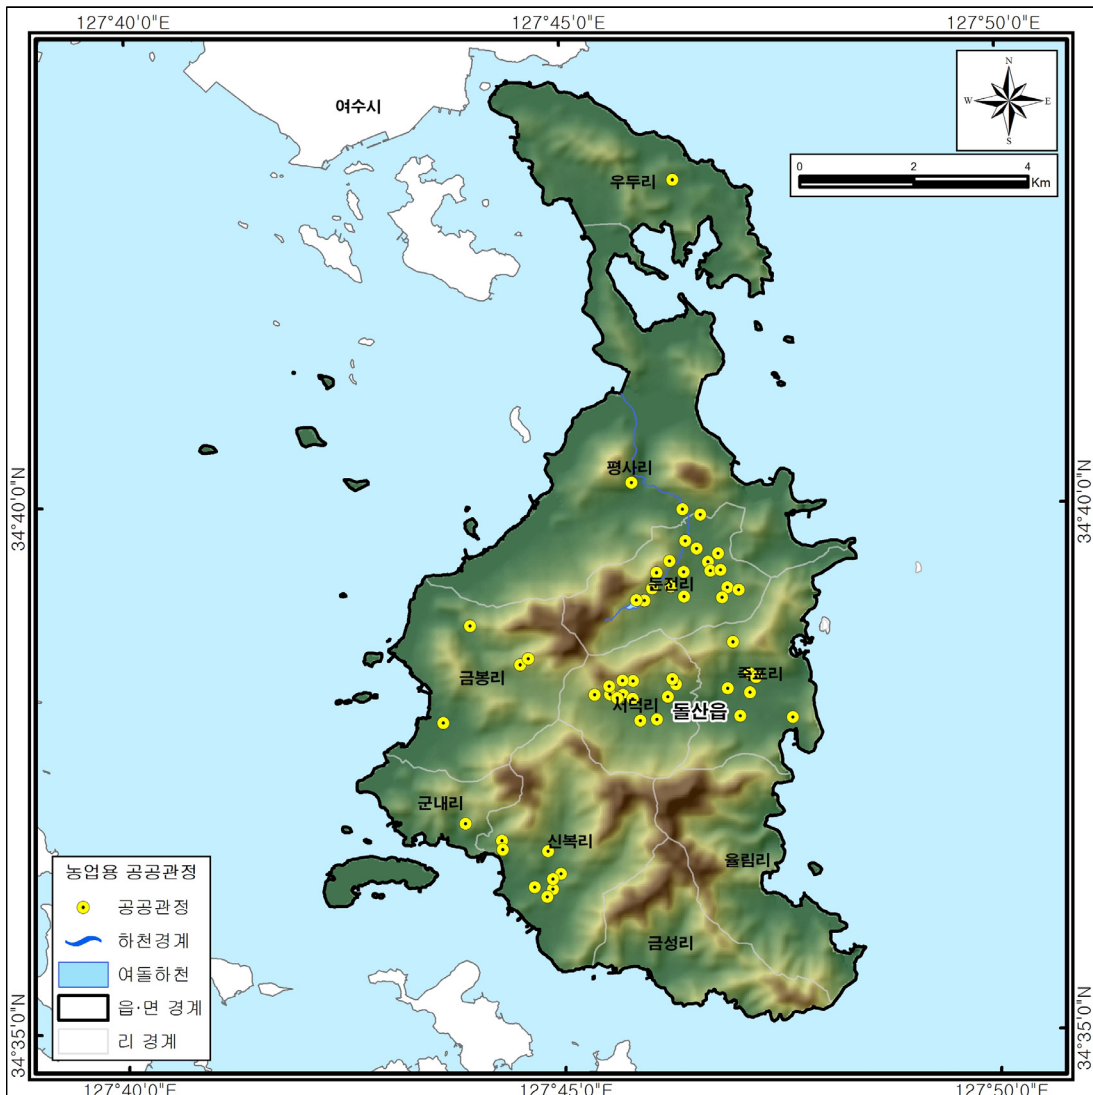 127°40'0"E
127°45'0"E
127°50'0"E
여수시
N
W
E
S
0 2 4
Km
우두리
평사리
34°40'0"N
34°40'0"N
둔전리
금봉리
죽포리
서덕리
돌산읍
군내리
신복리
율림리
금성리
농업용 공공관정
공공관정
하천경계
여돌하천
읍·면 경계
리 경계
34°35'0"N
34°35'0"N
127°40'0"E
127°45'0"E
127°50'0"E